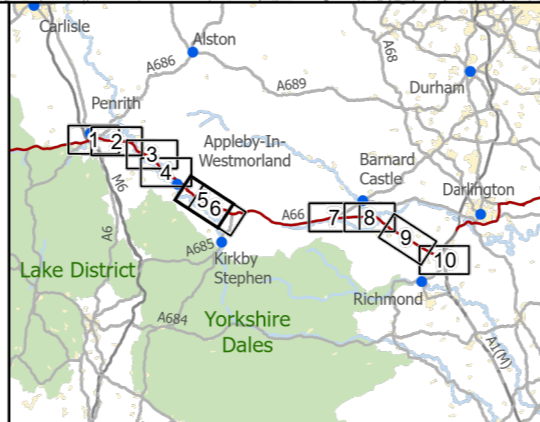 Carlisle
Alston
A686
A68
A689
Durham
Penrith
Appleby-In-
Westmorland
Barnard
Castle
Darlington
1
2
3
4
5
6
7
8
9
10
M6
A6
A66
A685
Kirkby
Stephen
Lake District
Richmond
A684
Yorkshire
Dales
A1(M)